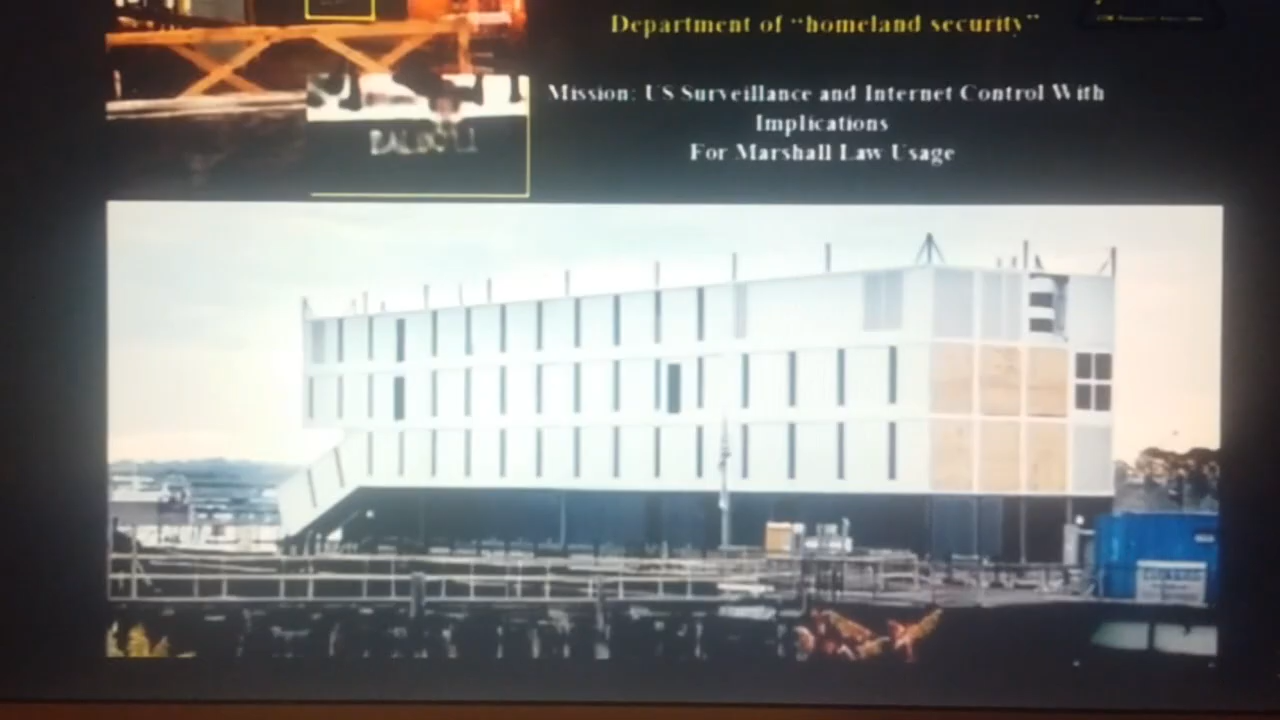 Department of “homeland security”
Mission: US Surveillance and Internet Control With
Implications
For Marshall Law Usage